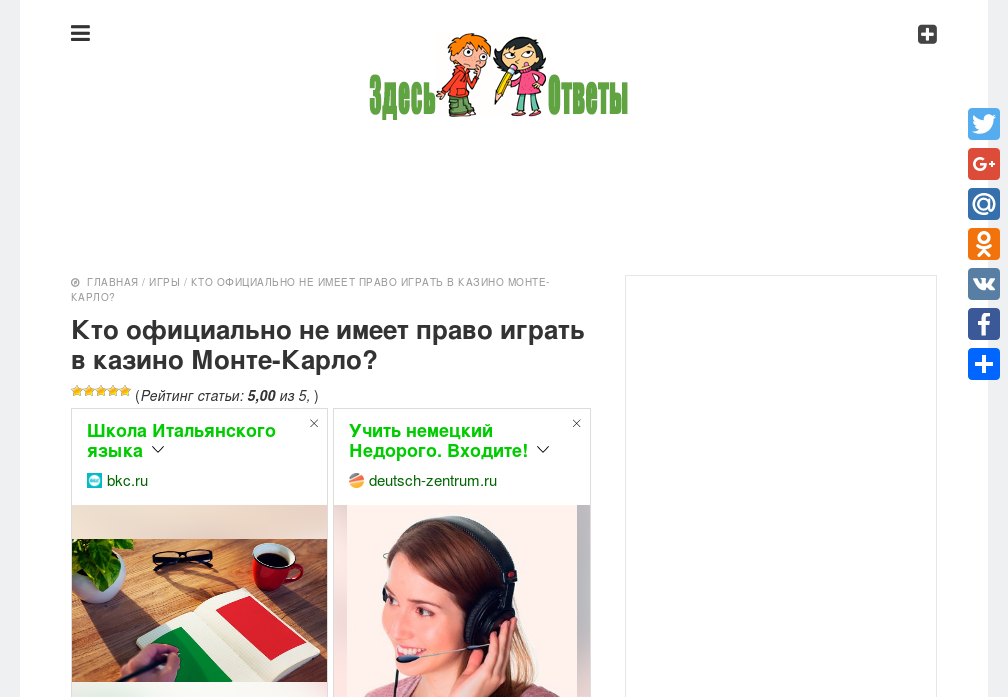 Здесь Ответы
ГЛАВНАЯ / ИГРЫ / КТО ОФИЦИАЛЬНО НЕ ИМЕЕТ ПРАВО ИГРАТЬ В КАЗИНО МОНТЕ-
КАРЛО?
Кто официально не имеет право играть
в казино Монте-Карло?
(Рейтинг статьи: 5,00 из 5, )
Школа Итальянского
языка
bkc.ru
Учить немецкий
Недорого. Входите!
deutsch-zentrum.ru